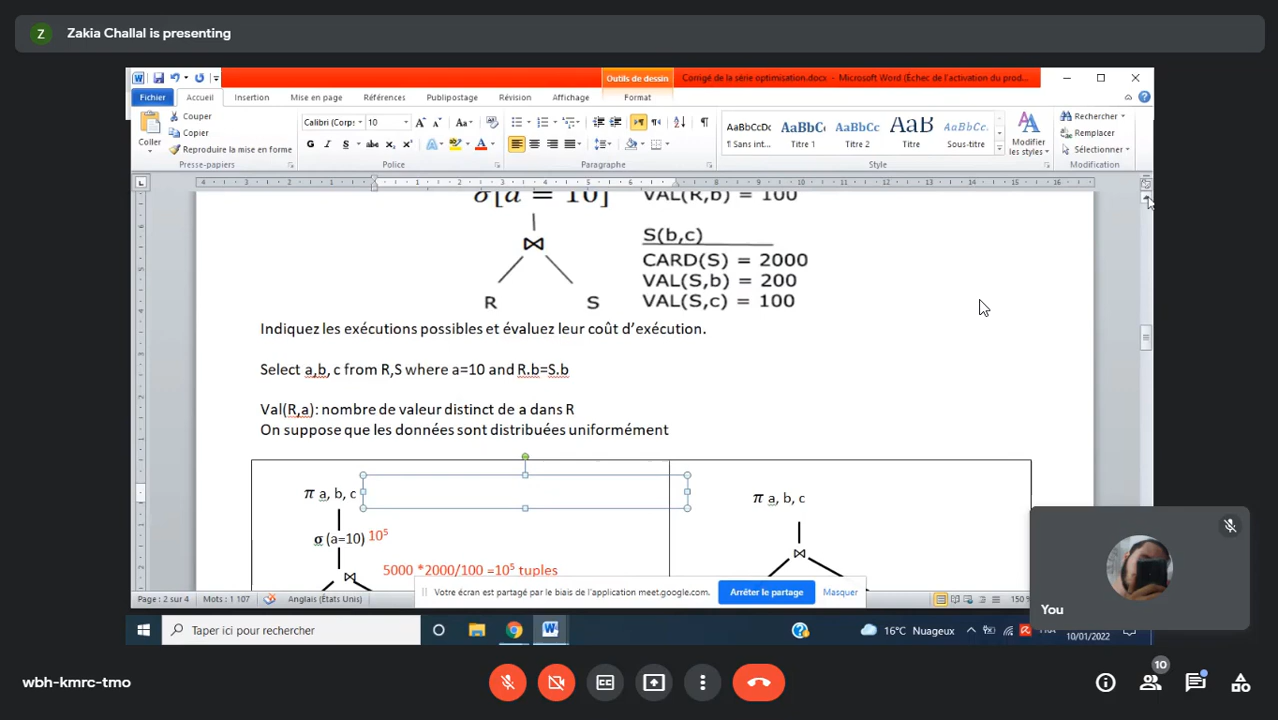 Z Zakia Challal is presenting
Outils de dessin Corrigé de la série optimisation.docx - Microsoft Word (Échec de l'activation du prod...
Fichier Accueil Insertion Mise en page Références Publipostage Révision Affichage Format
Coller
Couper
Copier
Reproduire la mise en forme
Presse-papiers
Calibri (Corp: 10
Police
Paragraphe
AaBbCcDc AaBbC AaBbCc AaB AaBbCc.
¶ Sans int... Titre 1 Titre 2 Titre Sous-titre
Style
Modifier les styles
Rechercher
Remplacer
Sélectionner
Modification
σ[a = 10] VAL(R,b) = 100
⋈
R S
S(b,c)
CARD(S) = 2000
VAL(S,b) = 200
VAL(S,c) = 100
Indiquez les exécutions possibles et évaluez leur coût d'exécution.
Select a,b, c from R,S where a=10 and R.b=S.b
Val(R,a): nombre de valeur distinct de a dans R
On suppose que les données sont distribuées uniformément
π a, b, c
σ (a=10) 10⁵
5000 *2000/100 =10⁵ tuples
⋈
π a, b, c
⋈
Votre écran est partagé par le biais de l'application meet.google.com. Arrêter le partage Masquer
Page : 2 sur 4 Mots : 1 107 Anglais (États Unis) 150 %
Taper ici pour rechercher
16°C Nuageux
10/01/2022
You
wbh-kmrc-tmo
10